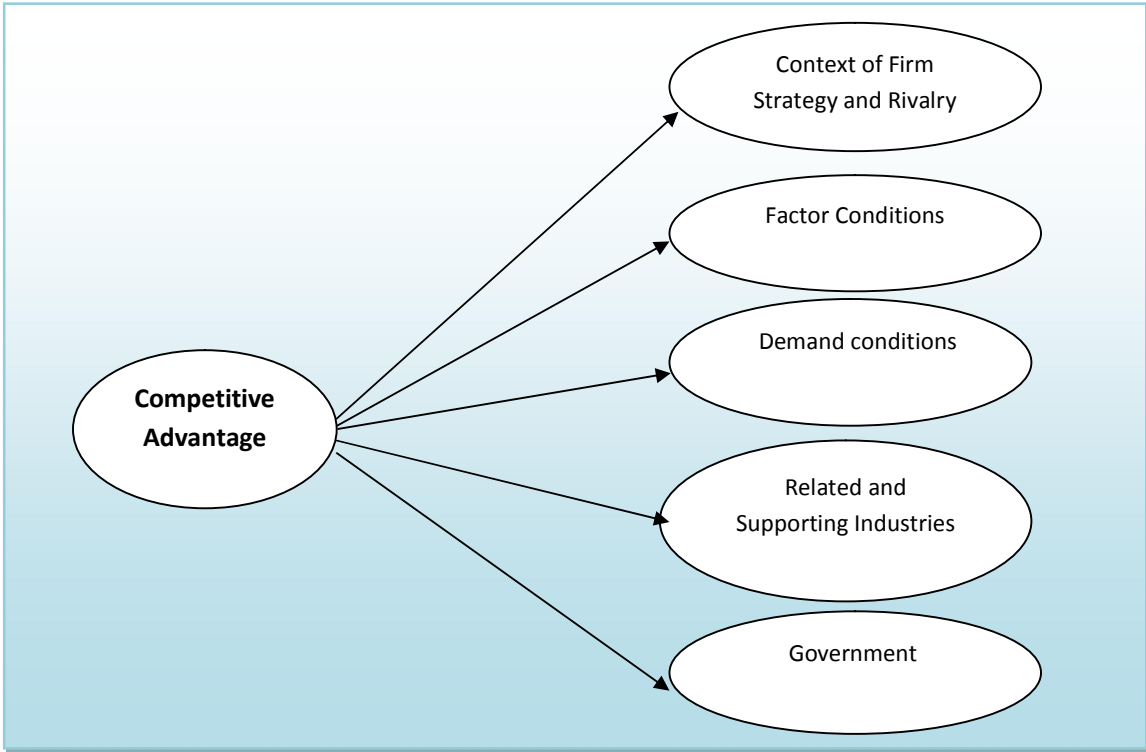 Context of Firm
Strategy and Rivalry
Factor Conditions
Demand conditions
Competitive
Advantage
Related and
Supporting Industries
Government